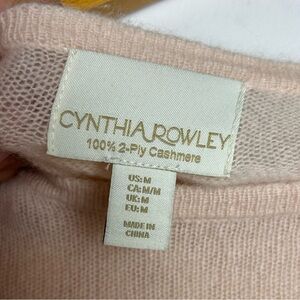 CYNTHIA ROWLEY
100% 2-Ply Cashmere
US: M
CA: M/M
UK: M
EU: M
MADE IN
CHINA